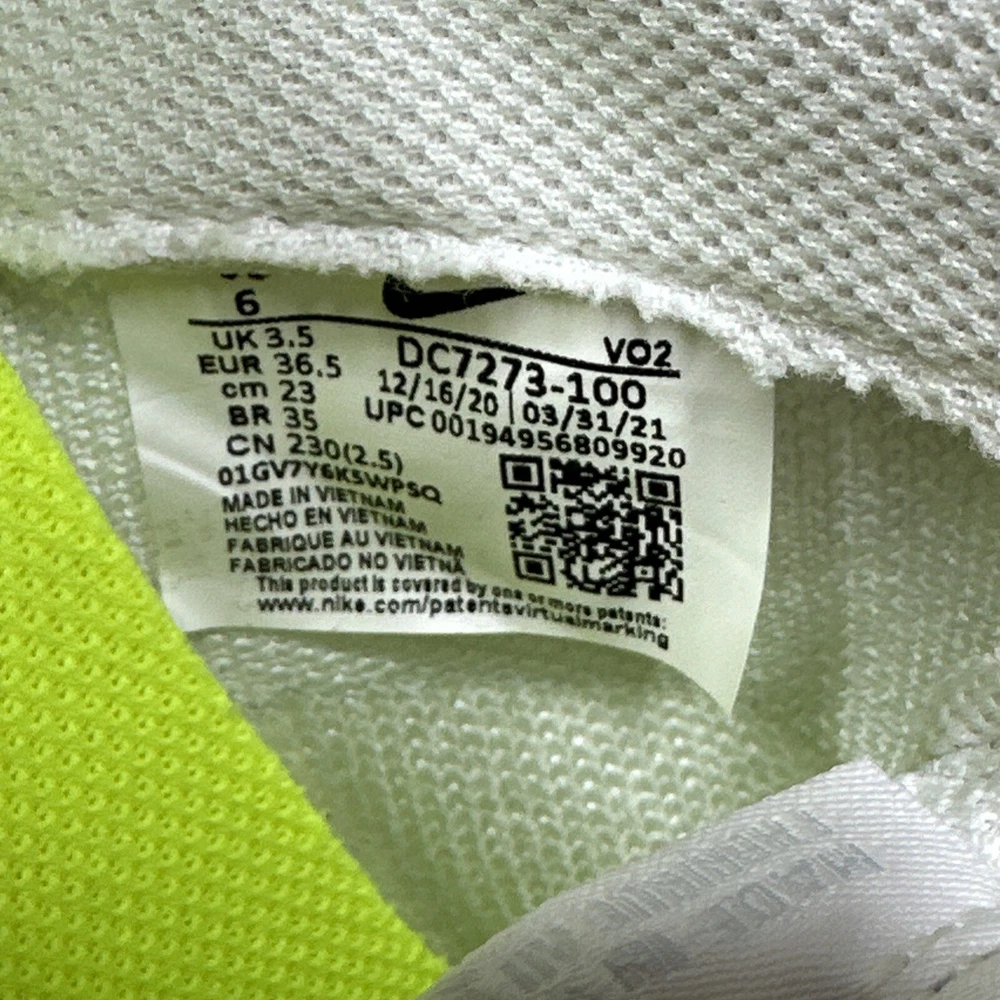 6
VO2
UK 3.5
EUR 36.5
cm 23
BR 35
CN 230(2.5)
DC7273-100
12/16/20 | 03/31/21
UPC 00194956809920
01GV7Y6K5WPSQ
MADE IN VIETNAM
HECHO EN VIETNAM
FABRIQUE AU VIETNAM
FABRICADO NO VIETNA
This product is covered by one or more patents:
www.nike.com/patentsvirtualmarking